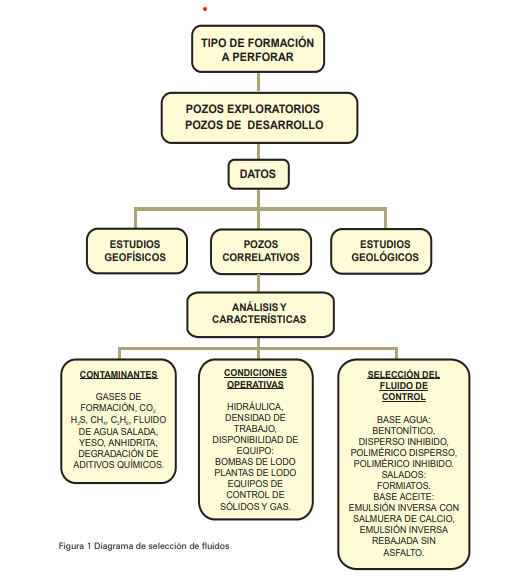 TIPO DE FORMACIÓN
A PERFORAR
POZOS EXPLORATORIOS
POZOS DE DESARROLLO
DATOS
ESTUDIOS
GEOFÍSICOS
POZOS
CORRELATIVOS
ESTUDIOS
GEOLÓGICOS
ANÁLISIS Y
CARACTERÍSTICAS
CONTAMINANTES
GASES DE
FORMACIÓN, CO₂
H₂S, CH₄, C₂H₆, FLUIDO
DE AGUA SALADA,
YESO, ANHIDRITA,
DEGRADACIÓN DE
ADITIVOS QUÍMICOS.
CONDICIONES
OPERATIVAS
HIDRÁULICA,
DENSIDAD DE
TRABAJO,
DISPONIBILIDAD DE
EQUIPO:
BOMBAS DE LODO
PLANTAS DE LODO
EQUIPOS DE
CONTROL DE
SÓLIDOS Y GAS.
SELECCIÓN DEL
FLUIDO DE
CONTROL
BASE AGUA:
BENTONÍTICO,
DISPERSO INHIBIDO,
POLIMÉRICO DISPERSO,
POLIMÉRICO INHIBIDO.
SALADOS:
FORMIATOS.
BASE ACEITE:
EMULSIÓN INVERSA CON
SALMUERA DE CALCIO,
EMULSIÓN INVERSA
REBAJADA SIN
ASFALTO.
Figura 1 Diagrama de selección de fluidos